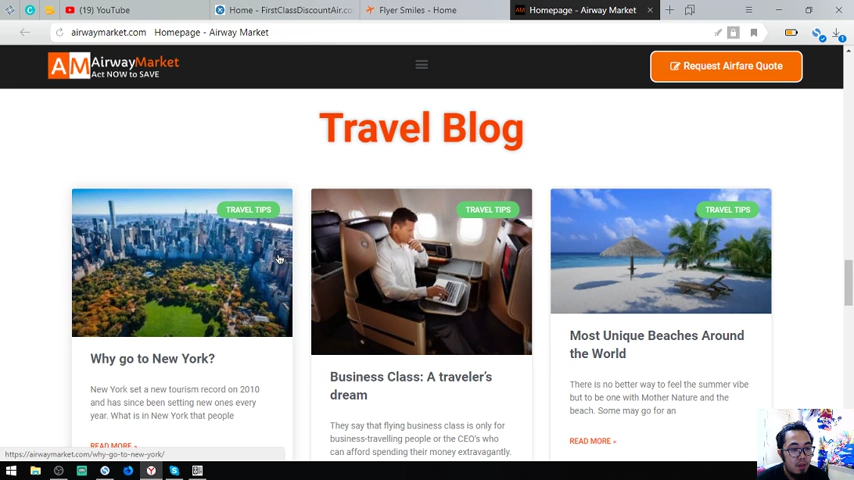 (19) YouTube
Home - FirstClassDiscountAir.cc
Flyer Smiles - Home
Homepage - Airway Market
airwaymarket.com Homepage - Airway Market
AM AirwayMarket
Act NOW to SAVE
Request Airfare Quote
Travel Blog
TRAVEL TIPS
TRAVEL TIPS
TRAVEL TIPS
Why go to New York?
New York set a new tourism record on 2010
and has since been setting new ones every
year. What is in New York that people
READ MORE »
Business Class: A traveler's
dream
They say that flying business class is only for
business-travelling people or the CEO's who
can afford spending their money extravagantly.
Most Unique Beaches Around
the World
There is no better way to feel the summer vibe
but to be one with Mother Nature and the
beach. Some may go for an
READ MORE »
https://airwaymarket.com/why-go-to-new-york/